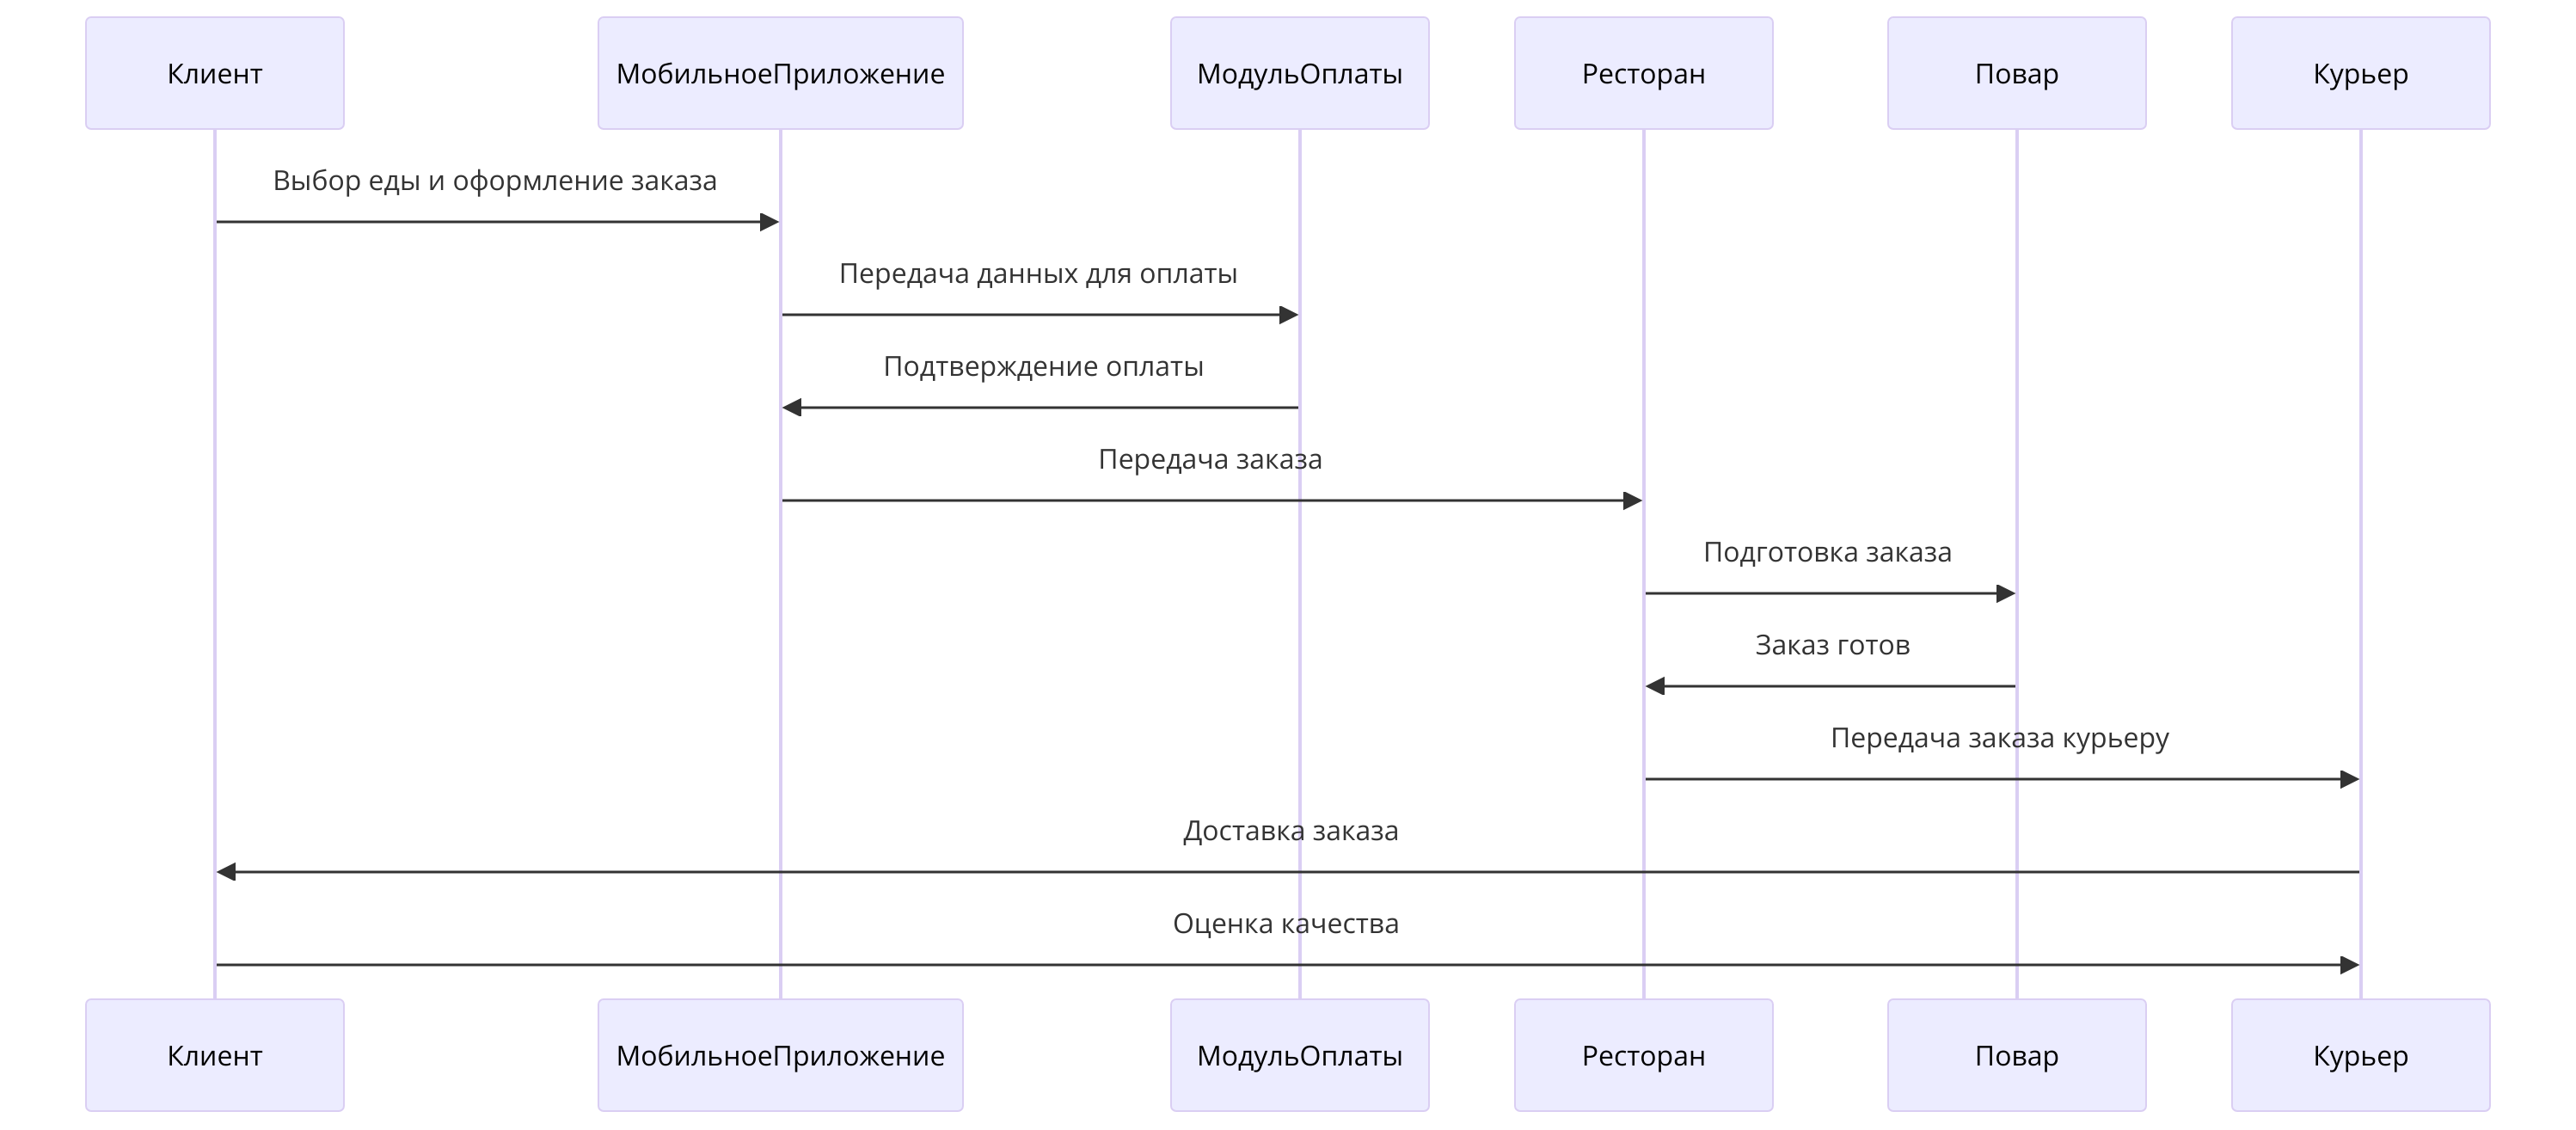 Клиент
МобильноеПриложение
МодульОплаты
Ресторан
Повар
Курьер
Выбор еды и оформление заказа
Передача данных для оплаты
Подтверждение оплаты
Передача заказа
Подготовка заказа
Заказ готов
Передача заказа курьеру
Доставка заказа
Оценка качества
Клиент
МобильноеПриложение
МодульОплаты
Ресторан
Повар
Курьер